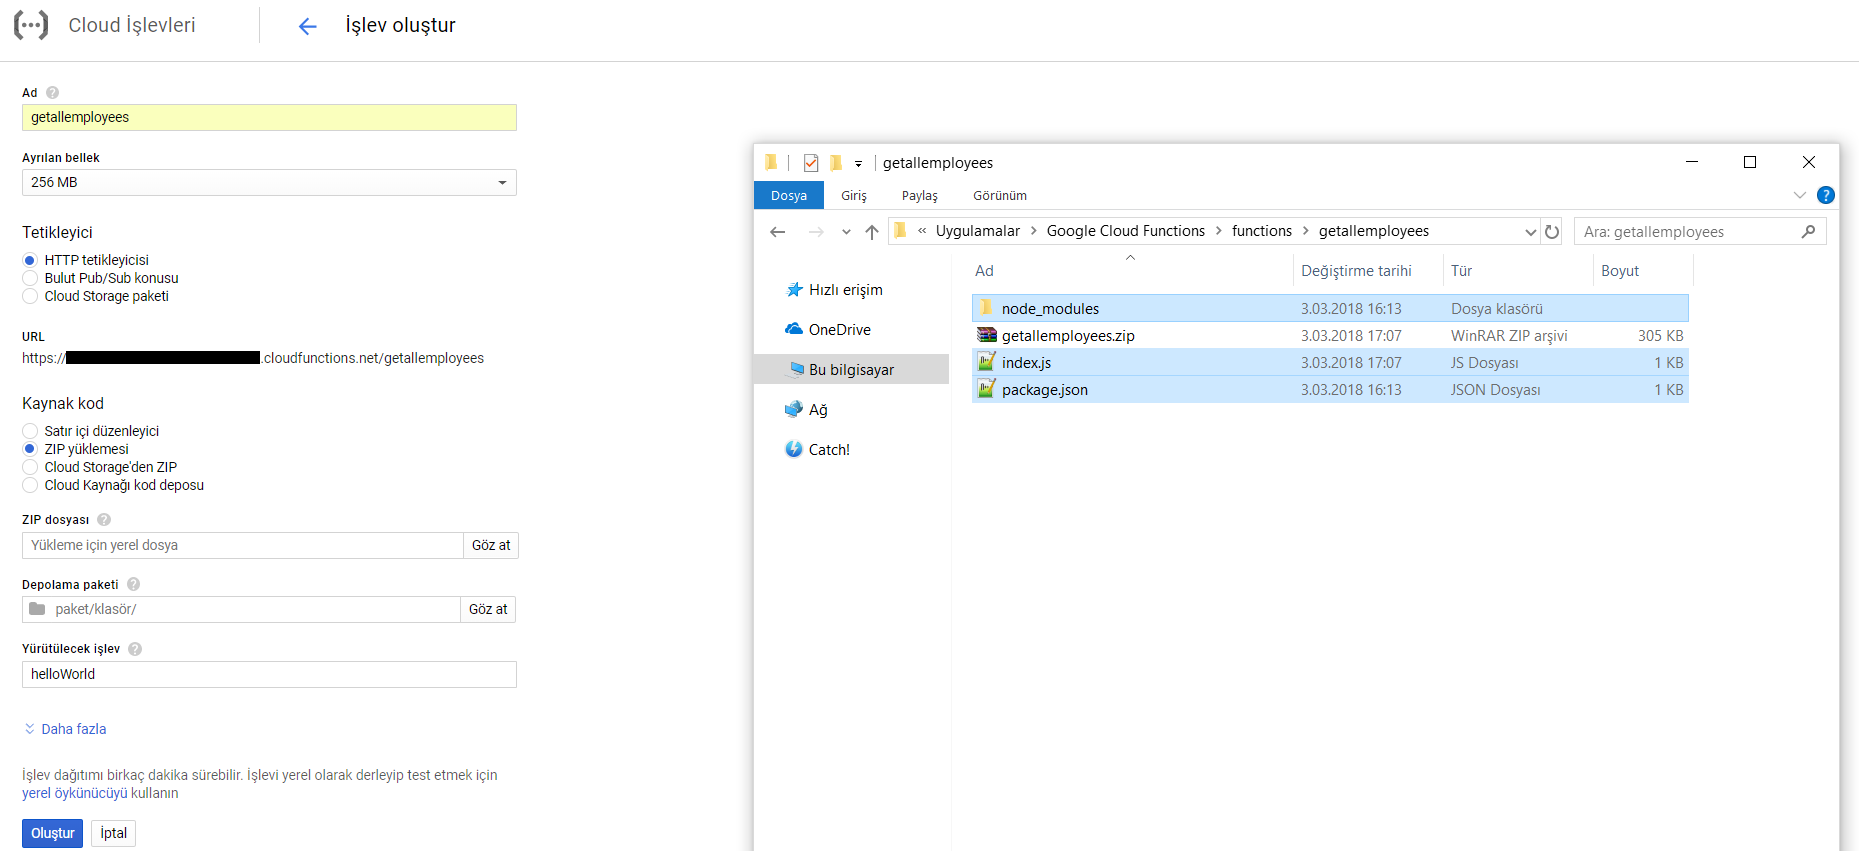 Cloud İşlevleri
İşlev oluştur
Ad
getallemployees
Ayrılan bellek
256 MB
Tetikleyici
HTTP tetikleyicisi
Bulut Pub/Sub konusu
Cloud Storage paketi
URL
https:// .cloudfunctions.net/getallemployees
Kaynak kod
Satır içi düzenleyici
ZIP yüklemesi
Cloud Storage'den ZIP
Cloud Kaynağı kod deposu
ZIP dosyası
Yükleme için yerel dosya Göz at
Depolama paketi
paket/klasör/ Göz at
Yürütülecek işlev
helloWorld
Daha fazla
İşlev dağıtımı birkaç dakika sürebilir. İşlevi yerel olarak derleyip test etmek için
yerel öykünücüyü kullanın
Oluştur İptal
getallemployees
Dosya Giriş Paylaş Görünüm
« Uygulamalar > Google Cloud Functions > functions > getallemployees Ara: getallemployees
Hızlı erişim
OneDrive
Bu bilgisayar
Ağ
Catch!
Ad Değiştirme tarihi Tür Boyut
node_modules 3.03.2018 16:13 Dosya klasörü
getallemployees.zip 3.03.2018 17:07 WinRAR ZIP arşivi 305 KB
index.js 3.03.2018 17:07 JS Dosyası 1 KB
package.json 3.03.2018 16:13 JSON Dosyası 1 KB